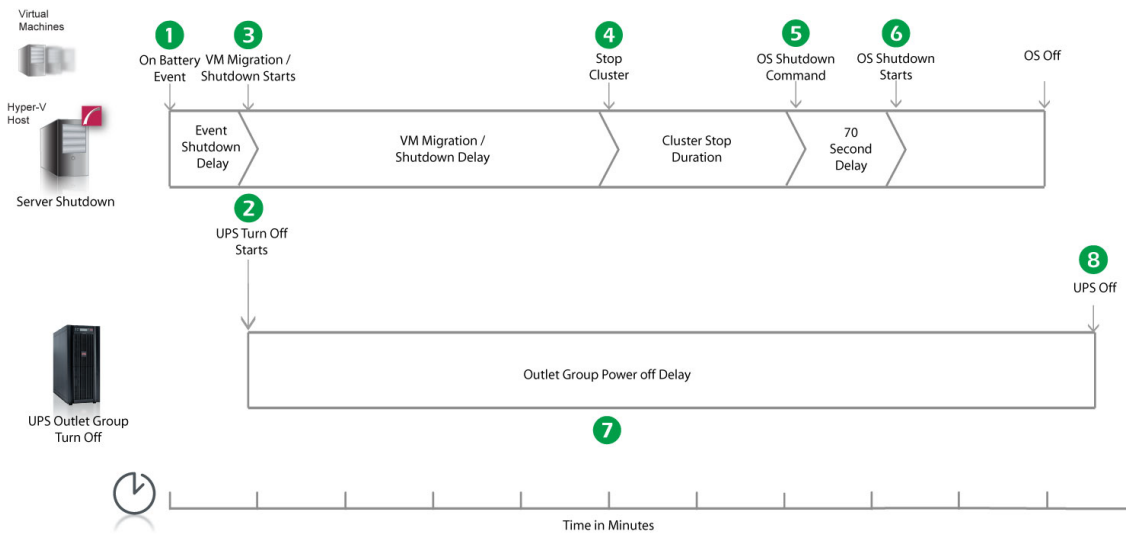 Virtual
Machines
1
On Battery
Event
3
VM Migration /
Shutdown Starts
4
Stop
Cluster
5
OS Shutdown
Command
6
OS Shutdown
Starts
OS Off
Hyper-V
Host
Server Shutdown
Event
Shutdown
Delay
VM Migration /
Shutdown Delay
Cluster Stop
Duration
70
Second
Delay
2
UPS Turn Off
Starts
8
UPS Off
UPS Outlet Group
Turn Off
Outlet Group Power off Delay
7
Time in Minutes